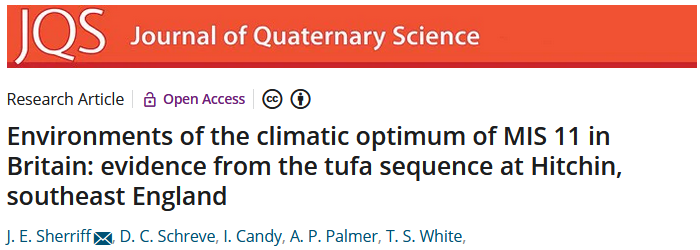 JQS Journal of Quaternary Science
Research Article Open Access cc
Environments of the climatic optimum of MIS 11 in
Britain: evidence from the tufa sequence at Hitchin,
southeast England
J. E. Sherriff, D. C. Schreve, I. Candy, A. P. Palmer, T. S. White,